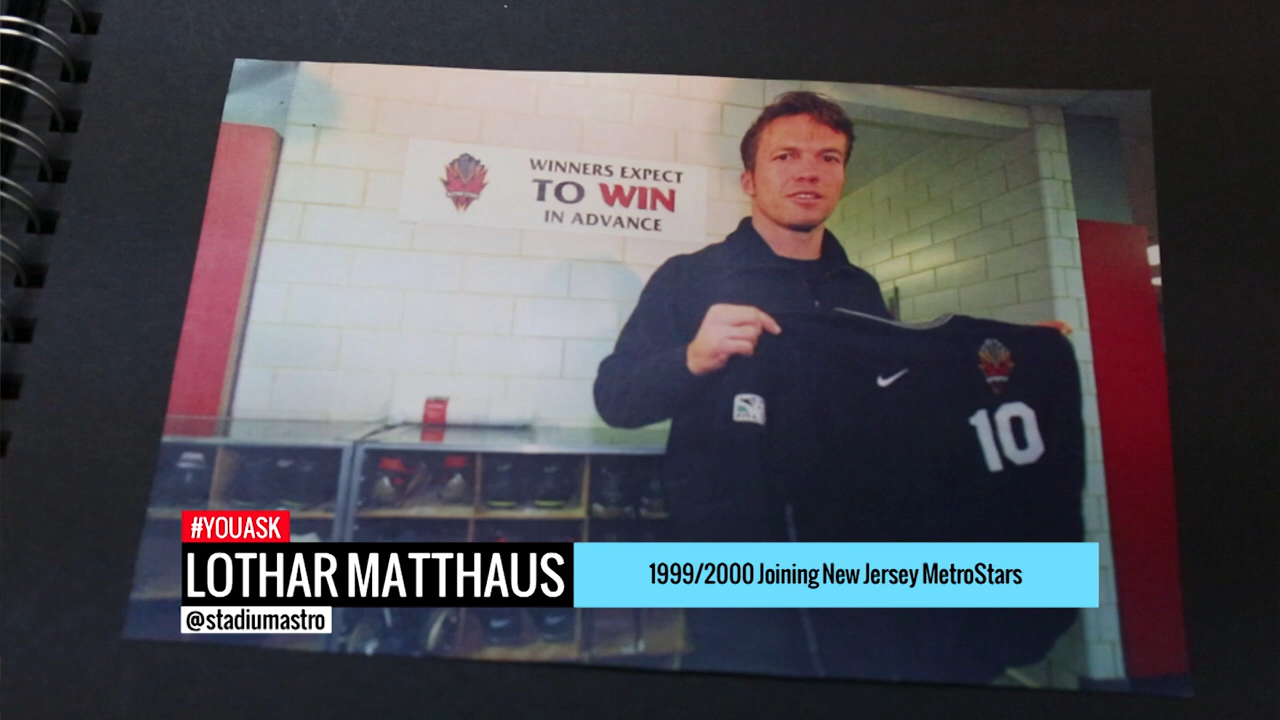 WINNERS EXPECT
TO WIN
IN ADVANCE
10
#YOUASK
LOTHAR MATTHAUS
1999/2000 Joining New Jersey MetroStars
@stadiumastro